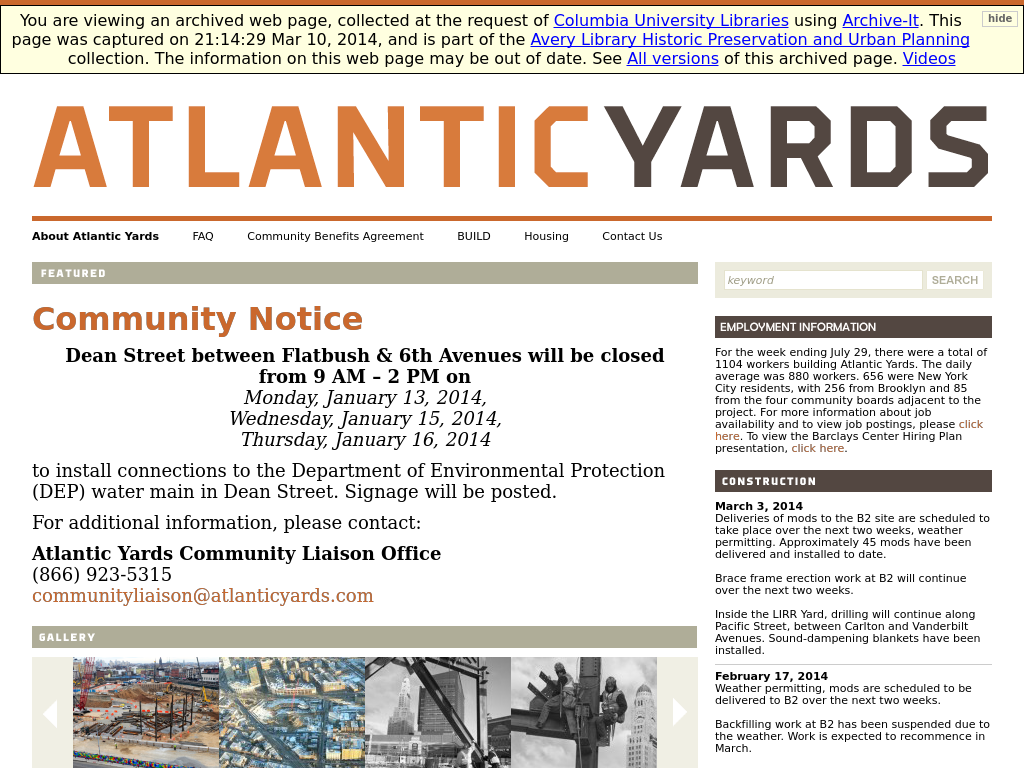 You are viewing an archived web page, collected at the request of Columbia University Libraries using Archive-It. This
page was captured on 21:14:29 Mar 10, 2014, and is part of the Avery Library Historic Preservation and Urban Planning
collection. The information on this web page may be out of date. See All versions of this archived page. Videos
hide
ATLANTICYARDS
About Atlantic Yards FAQ Community Benefits Agreement BUILD Housing Contact Us
FEATURED
Community Notice
Dean Street between Flatbush & 6th Avenues will be closed
from 9 AM – 2 PM on
Monday, January 13, 2014,
Wednesday, January 15, 2014,
Thursday, January 16, 2014
to install connections to the Department of Environmental Protection
(DEP) water main in Dean Street. Signage will be posted.
For additional information, please contact:
Atlantic Yards Community Liaison Office
(866) 923-5315
communityliaison@atlanticyards.com
GALLERY
keyword SEARCH
EMPLOYMENT INFORMATION
For the week ending July 29, there were a total of
1104 workers building Atlantic Yards. The daily
average was 880 workers. 656 were New York
City residents, with 256 from Brooklyn and 85
from the four community boards adjacent to the
project. For more information about job
availability and to view job postings, please click
here. To view the Barclays Center Hiring Plan
presentation, click here.
CONSTRUCTION
March 3, 2014
Deliveries of mods to the B2 site are scheduled to
take place over the next two weeks, weather
permitting. Approximately 45 mods have been
delivered and installed to date.
Brace frame erection work at B2 will continue
over the next two weeks.
Inside the LIRR Yard, drilling will continue along
Pacific Street, between Carlton and Vanderbilt
Avenues. Sound-dampening blankets have been
installed.
February 17, 2014
Weather permitting, mods are scheduled to be
delivered to B2 over the next two weeks.
Backfilling work at B2 has been suspended due to
the weather. Work is expected to recommence in
March.